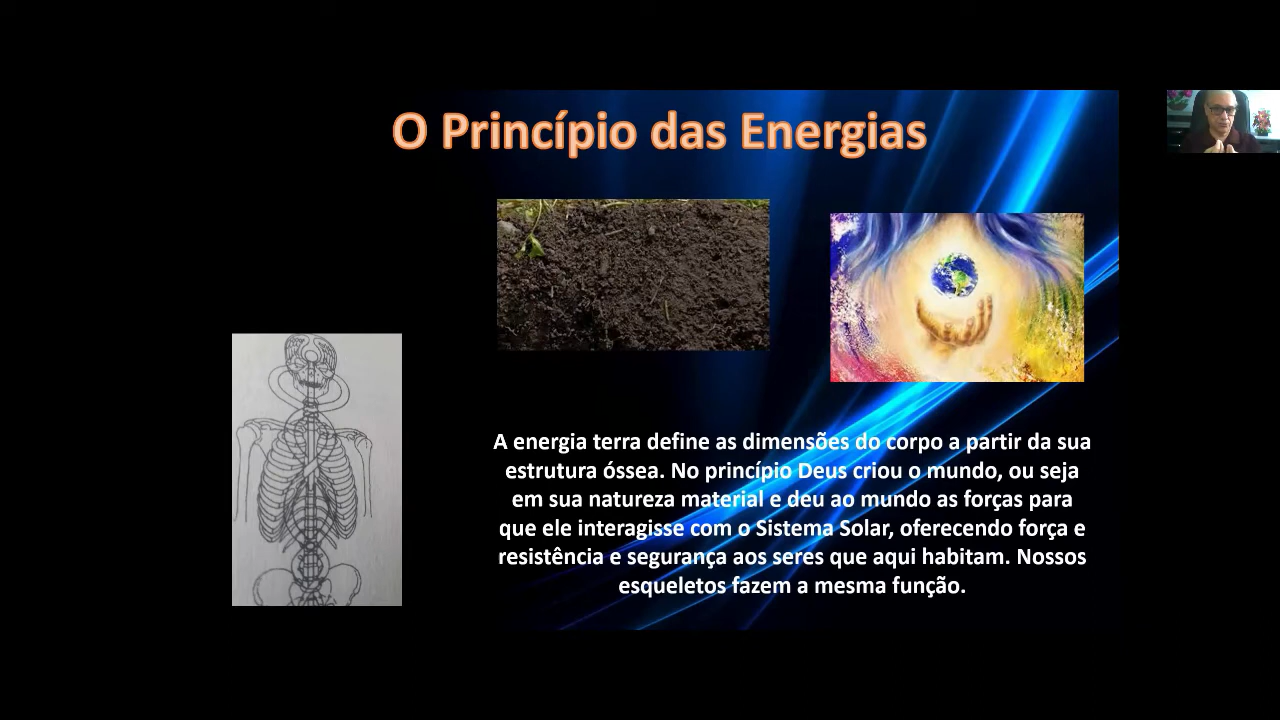 O Princípio das Energias
A energia terra define as dimensões do corpo a partir da sua
estrutura óssea. No princípio Deus criou o mundo, ou seja
em sua natureza material e deu ao mundo as forças para
que ele interagisse com o Sistema Solar, oferecendo força e
resistência e segurança aos seres que aqui habitam. Nossos
esqueletos fazem a mesma função.